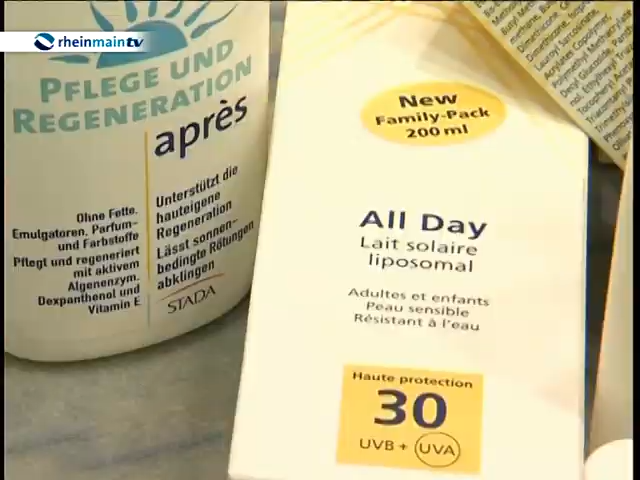 rheinmaintv
PFLEGE UND
REGENERATION
après
Ohne Fette,
Emulgatoren, Parfum-
und Farbstoffe
Pflegt und regeneriert
mit aktivem
Algenenzym,
Dexpanthenol und
Vitamin E
Unterstützt die
hauteigene
Regeneration
Lässt sonnen-
bedingte Rötungen
abklingen
STADA
New
Family-Pack
200 ml
All Day
Lait solaire
liposomal
Adultes et enfants
Peau sensible
Résistant à l'eau
Haute protection
30
UVB + UVA